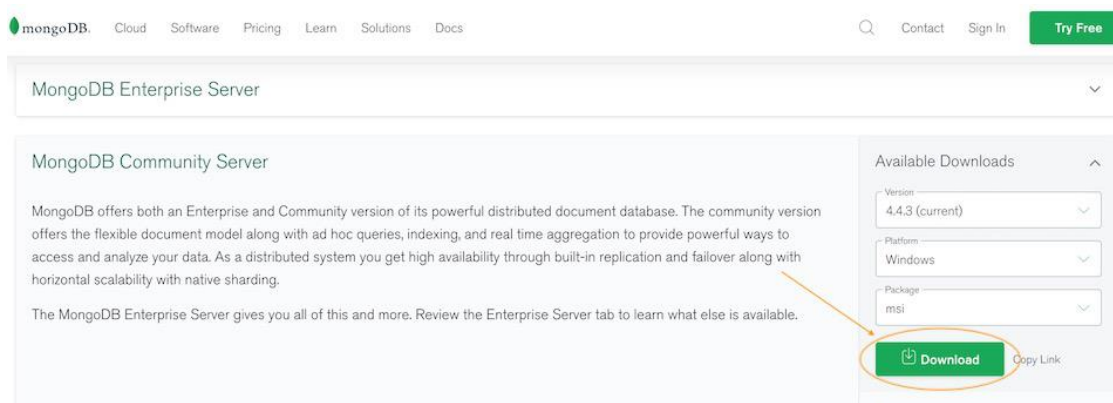 mongoDB. Cloud Software Pricing Learn Solutions Docs Contact Sign In Try Free
MongoDB Enterprise Server
MongoDB Community Server
MongoDB offers both an Enterprise and Community version of its powerful distributed document database. The community version
offers the flexible document model along with ad hoc queries, indexing, and real time aggregation to provide powerful ways to
access and analyze your data. As a distributed system you get high availability through built-in replication and failover along with
horizontal scalability with native sharding.
The MongoDB Enterprise Server gives you all of this and more. Review the Enterprise Server tab to learn what else is available.
Available Downloads
Version
4.4.3 (current)
Platform
Windows
Package
msi
Download Copy Link